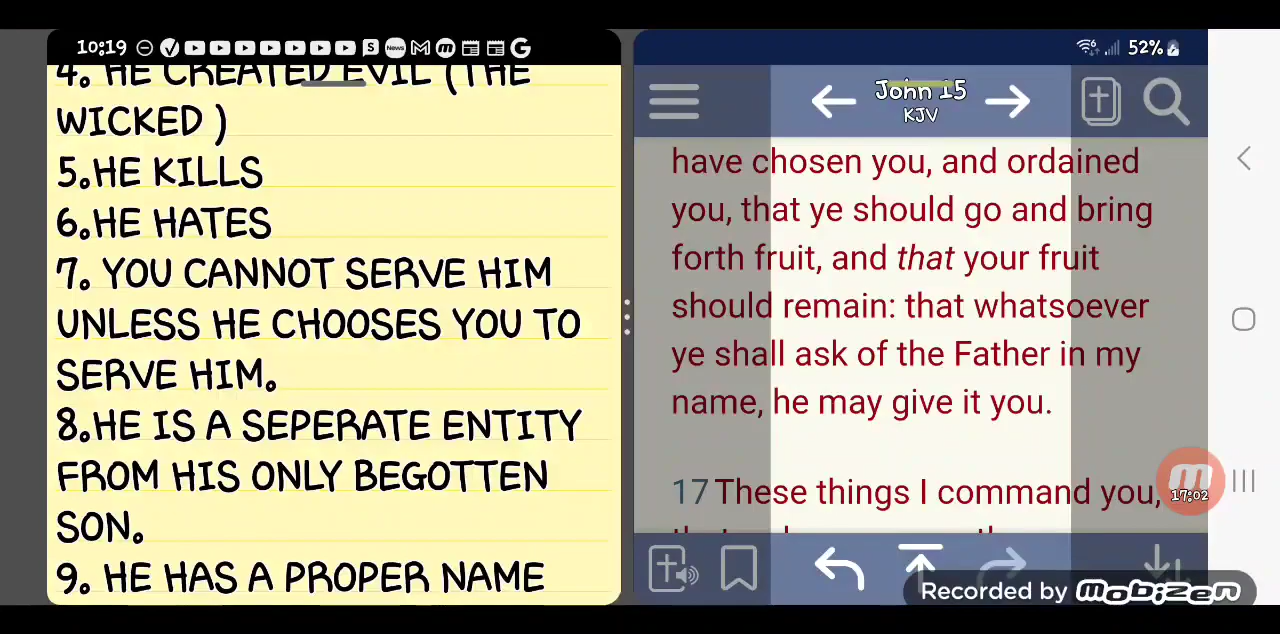 10:19
52%
4. HE CREATED EVIL (THE
WICKED )
5.HE KILLS
6.HE HATES
7. YOU CANNOT SERVE HIM
UNLESS HE CHOOSES YOU TO
SERVE HIM.
8.HE IS A SEPERATE ENTITY
FROM HIS ONLY BEGOTTEN
SON.
9. HE HAS A PROPER NAME
John 15
KJV
have chosen you, and ordained
you, that ye should go and bring
forth fruit, and that your fruit
should remain: that whatsoever
ye shall ask of the Father in my
name, he may give it you.
17 These things I command you,
17:02
Recorded by mobizen